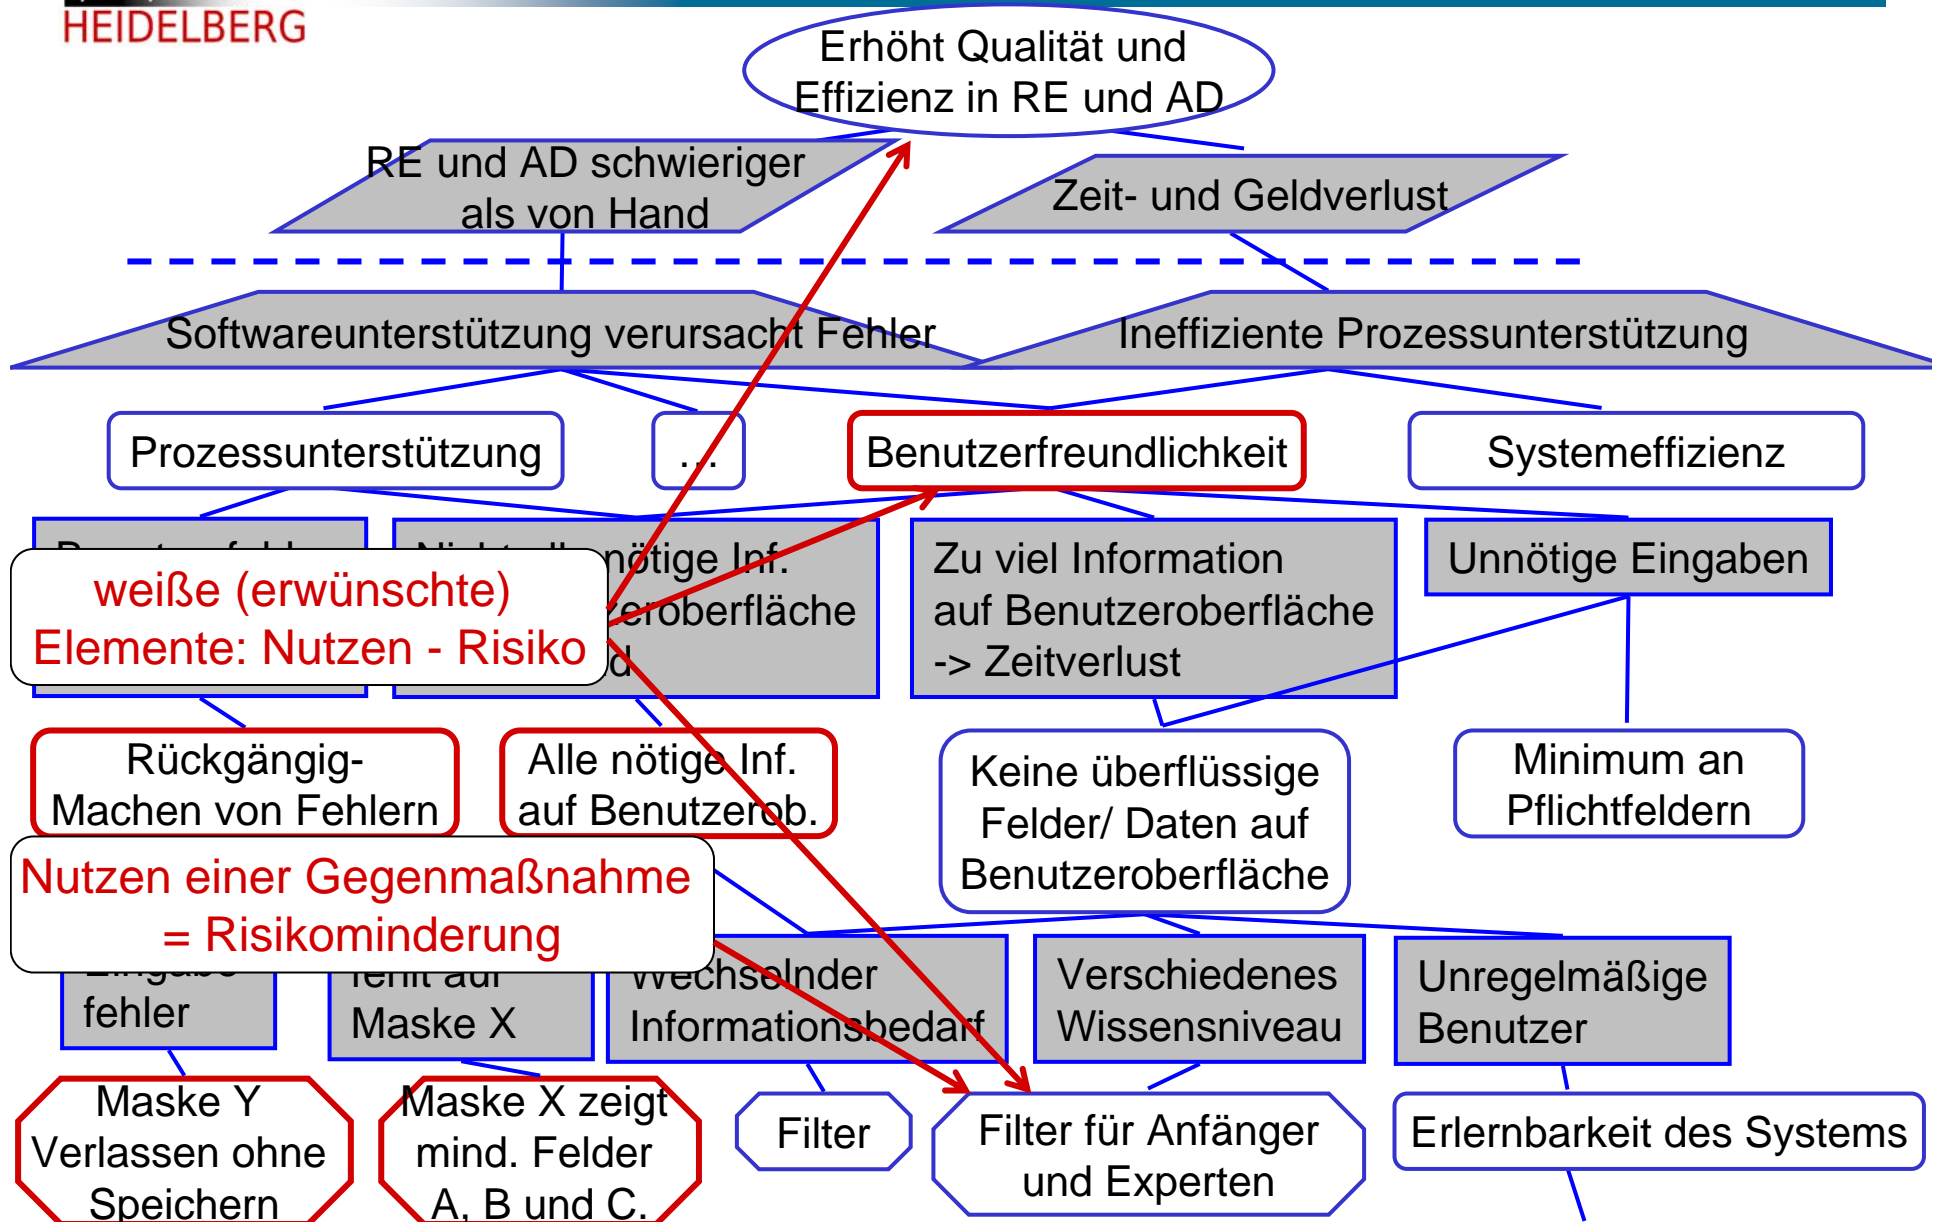 HEIDELBERG
Erhöht Qualität und
Effizienz in RE und AD
RE und AD schwieriger
als von Hand
Zeit- und Geldverlust
Softwareunterstützung verursacht Fehler
Ineffiziente Prozessunterstützung
Prozessunterstützung
...
Benutzerfreundlichkeit
Systemeffizienz
nötige Inf.
Zu viel Information
auf Benutzeroberfläche
-> Zeitverlust
Unnötige Eingaben
weiße (erwünschte)
Elemente: Nutzen - Risiko
Rückgängig-
Machen von Fehlern
Alle nötige Inf.
auf Benutzerob.
Keine überflüssige
Felder/ Daten auf
Benutzeroberfläche
Minimum an
Pflichtfeldern
Nutzen einer Gegenmaßnahme
= Risikominderung
Eingabe
fehler
fehlt auf
Maske X
Wechselnder
Informationsbedarf
Verschiedenes
Wissensniveau
Unregelmäßige
Benutzer
Maske Y
Verlassen ohne
Speichern
Maske X zeigt
mind. Felder
A, B und C.
Filter
Filter für Anfänger
und Experten
Erlernbarkeit des Systems